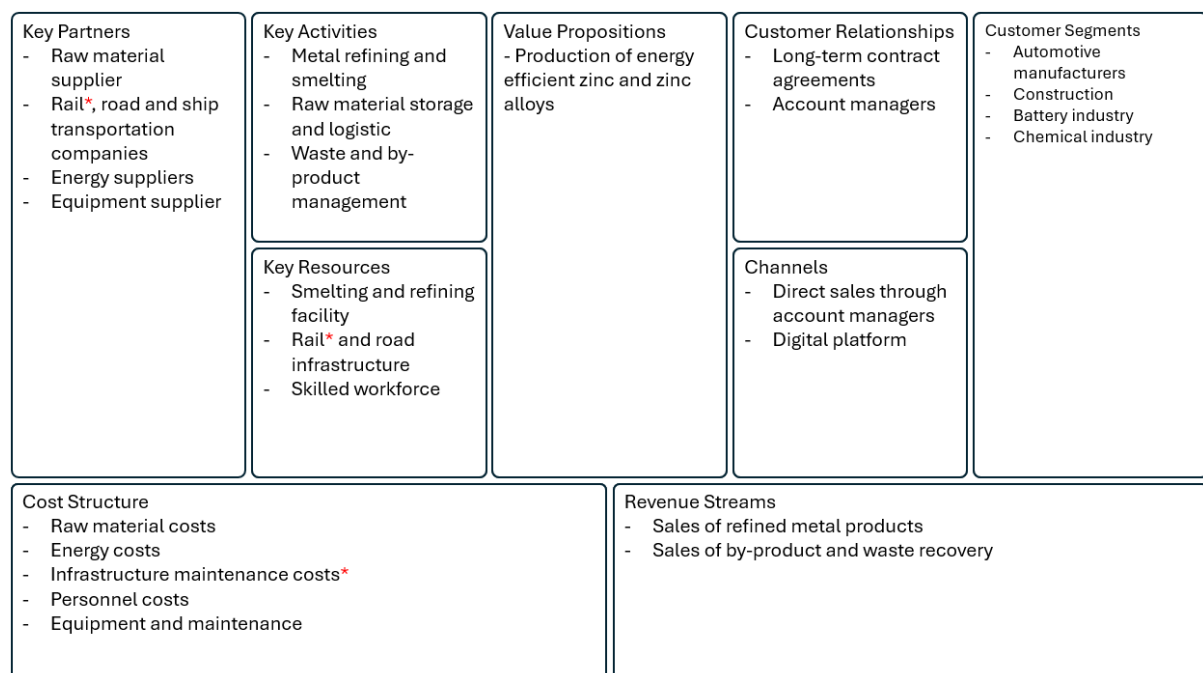 Key Partners
- Raw material
supplier
- Rail*, road and ship
transportation
companies
- Energy suppliers
- Equipment supplier
Key Activities
- Metal refining and
smelting
- Raw material storage
and logistic
- Waste and by-
product
management
Key Resources
- Smelting and refining
facility
- Rail* and road
infrastructure
- Skilled workforce
Value Propositions
- Production of energy
efficient zinc and zinc
alloys
Customer Relationships
- Long-term contract
agreements
- Account managers
Channels
- Direct sales through
account managers
- Digital platform
Customer Segments
- Automotive
manufacturers
- Construction
- Battery industry
- Chemical industry
Cost Structure
- Raw material costs
- Energy costs
- Infrastructure maintenance costs*
- Personnel costs
- Equipment and maintenance
Revenue Streams
- Sales of refined metal products
- Sales of by-product and waste recovery